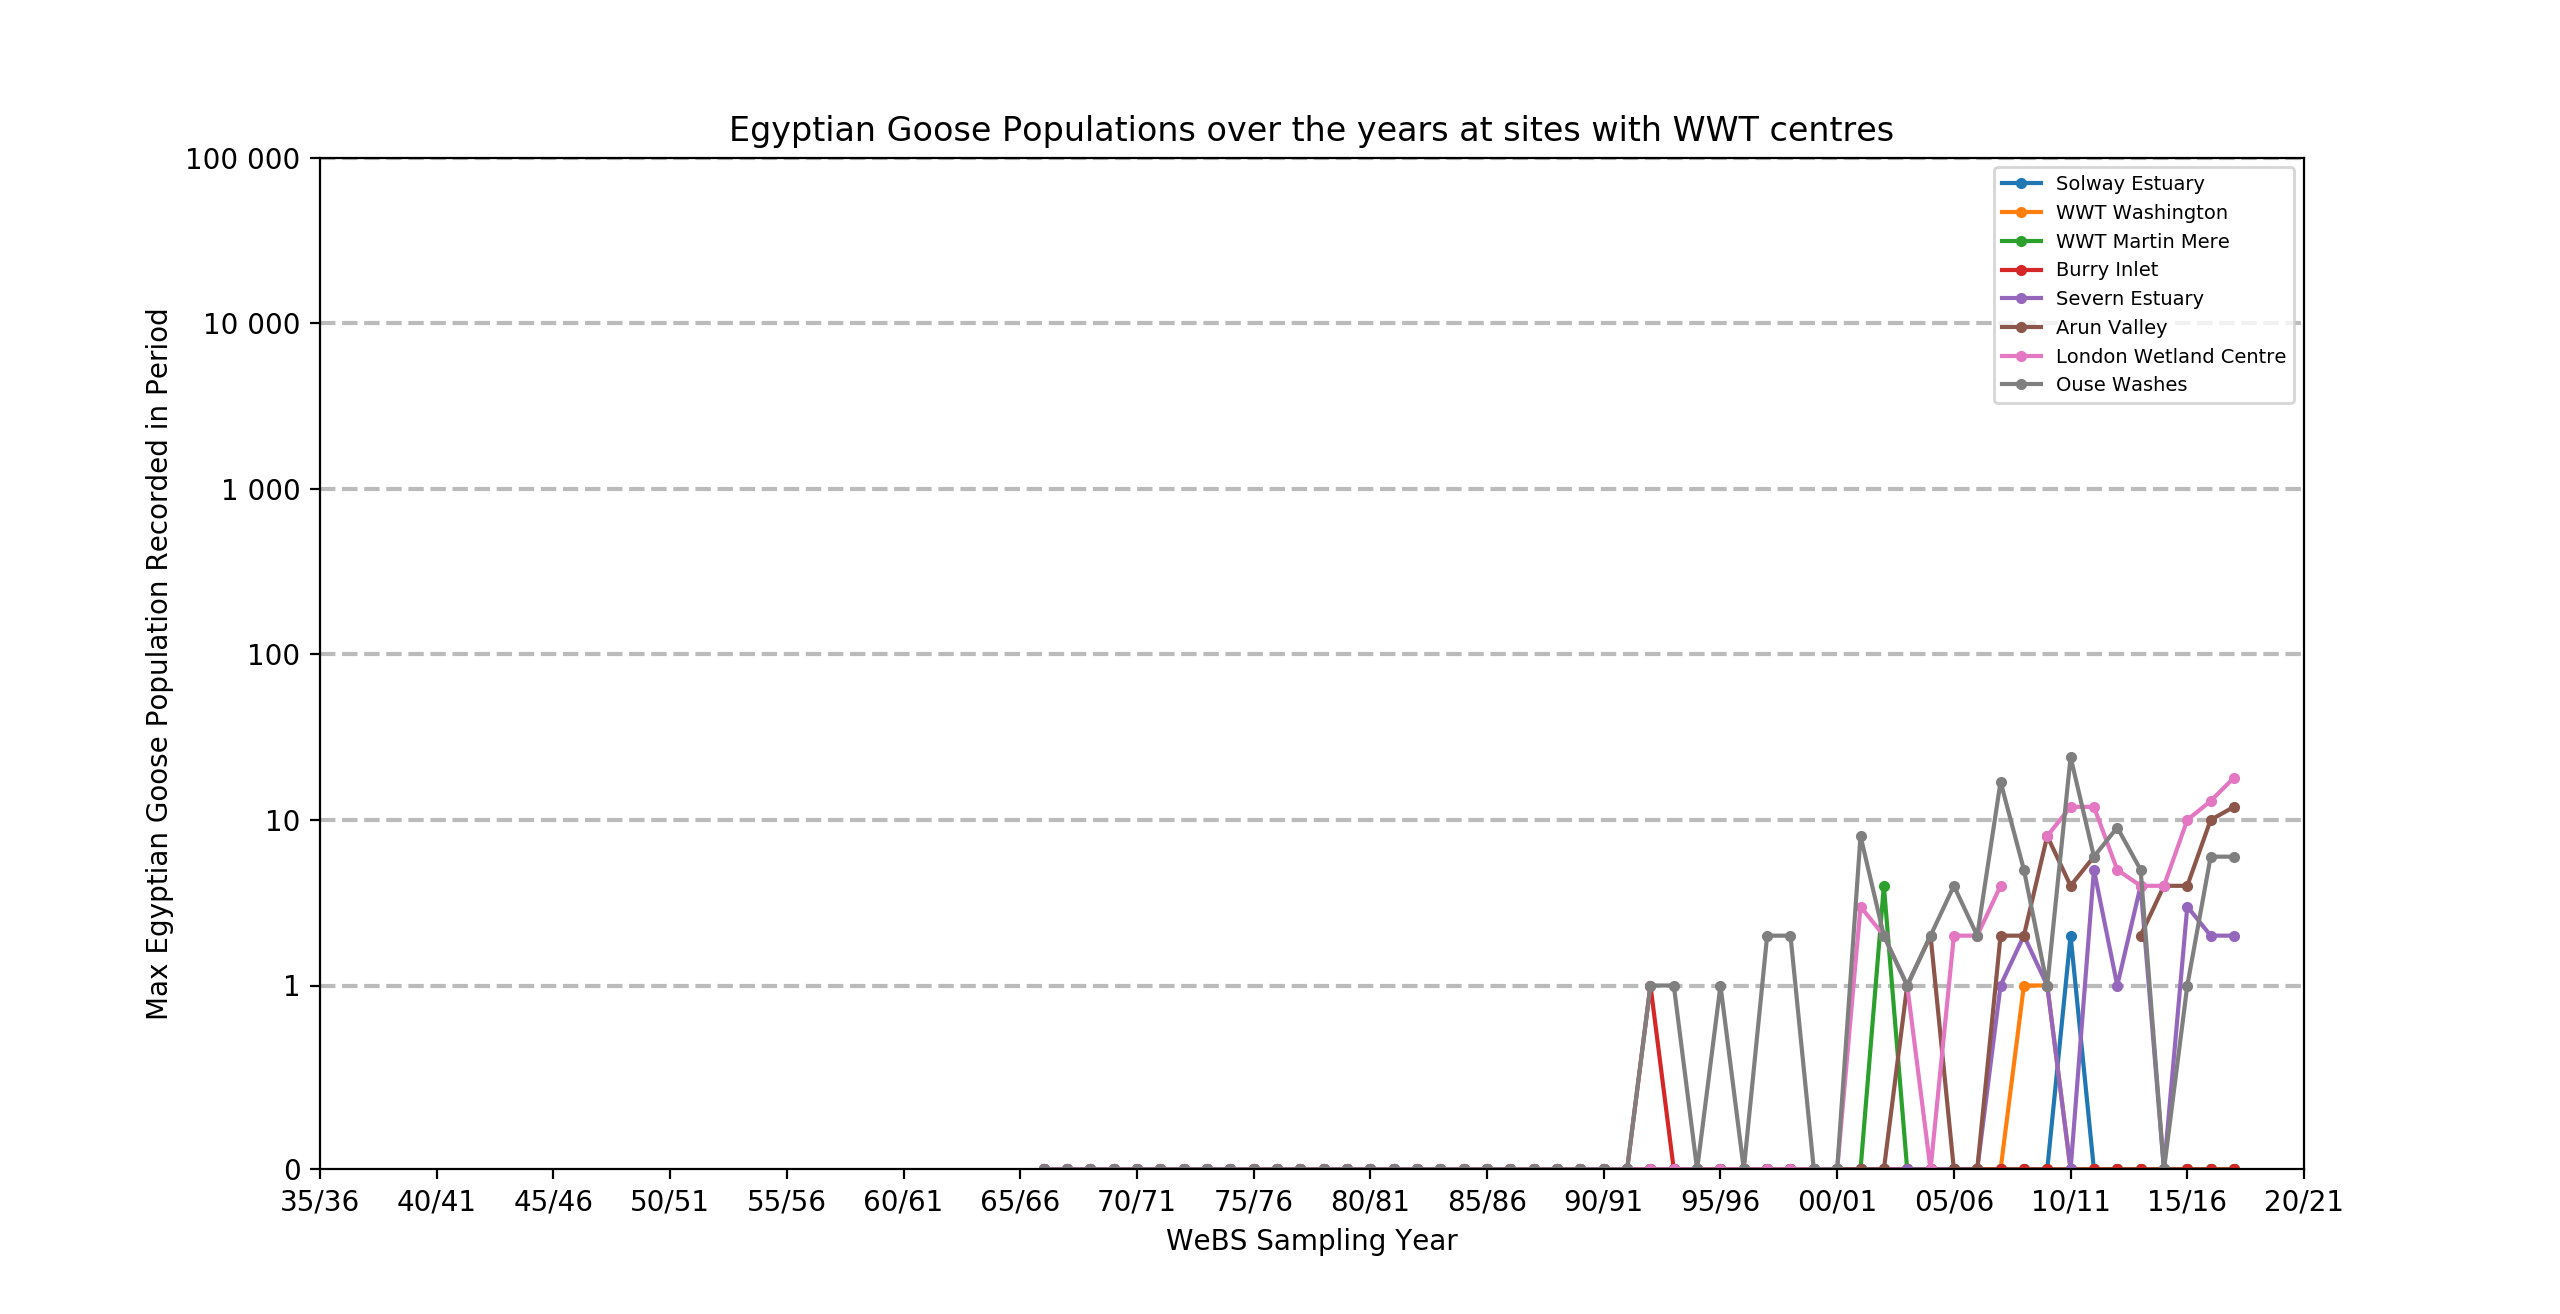 Egyptian Goose Populations over the years at sites with WWT centres
Max Egyptian Goose Population Recorded in Period
100 000
10 000
1 000
100
10
1
0
Solway Estuary
WWT Washington
WWT Martin Mere
Burry Inlet
Severn Estuary
Arun Valley
London Wetland Centre
Ouse Washes
35/36 40/41 45/46 50/51 55/56 60/61 65/66 70/71 75/76 80/81 85/86 90/91 95/96 00/01 05/06 10/11 15/16 20/21
WeBS Sampling Year